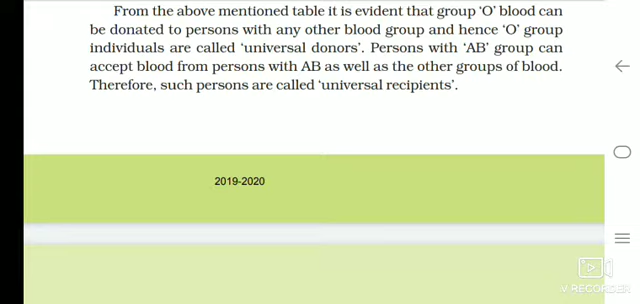 From the above mentioned table it is evident that group ‘O’ blood can
be donated to persons with any other blood group and hence ‘O’ group
individuals are called ‘universal donors’. Persons with ‘AB’ group can
accept blood from persons with AB as well as the other groups of blood.
Therefore, such persons are called ‘universal recipients’.
2019-2020
V RECORDER